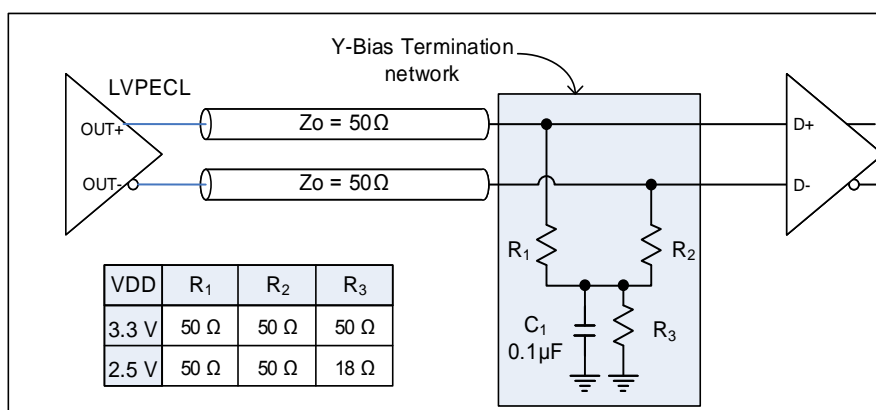 Y-Bias Termination
network
LVPECL
OUT+
Zo = 50Ω
D+
OUT-
Zo = 50Ω
D-
R1
R2
VDD R1 R2 R3
3.3 V 50 Ω 50 Ω 50 Ω
2.5 V 50 Ω 50 Ω 18 Ω
C1
0.1µF
R3